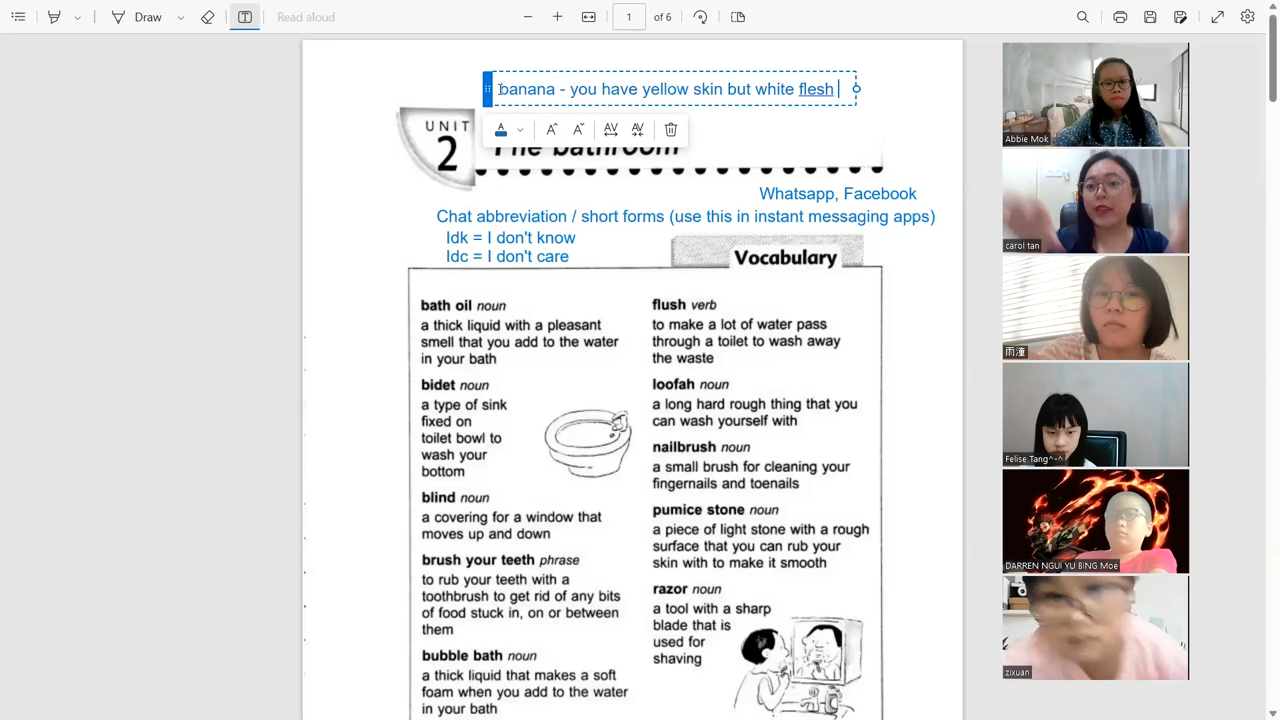 Draw
Read aloud
1
of 6
banana - you have yellow skin but white flesh
UNIT
2
The bathroom
Whatsapp, Facebook
Chat abbreviation / short forms (use this in instant messaging apps)
Idk = I don't know
Idc = I don't care
Vocabulary
bath oil noun
a thick liquid with a pleasant
smell that you add to the water
in your bath
bidet noun
a type of sink
fixed on
toilet bowl to
wash your
bottom
blind noun
a covering for a window that
moves up and down
brush your teeth phrase
to rub your teeth with a
toothbrush to get rid of any bits
of food stuck in, on or between
them
bubble bath noun
a thick liquid that makes a soft
foam when you add to the water
in your bath
flush verb
to make a lot of water pass
through a toilet to wash away
the waste
loofah noun
a long hard rough thing that you
can wash yourself with
nailbrush noun
a small brush for cleaning your
fingernails and toenails
pumice stone noun
a piece of light stone with a rough
surface that you can rub your
skin with to make it smooth
razor noun
a tool with a sharp
blade that is
used for
shaving
Abbie Mok
carol tan
雨潼
Felise Tang^-^
DARREN NGUI YU BING Moe
zixuan